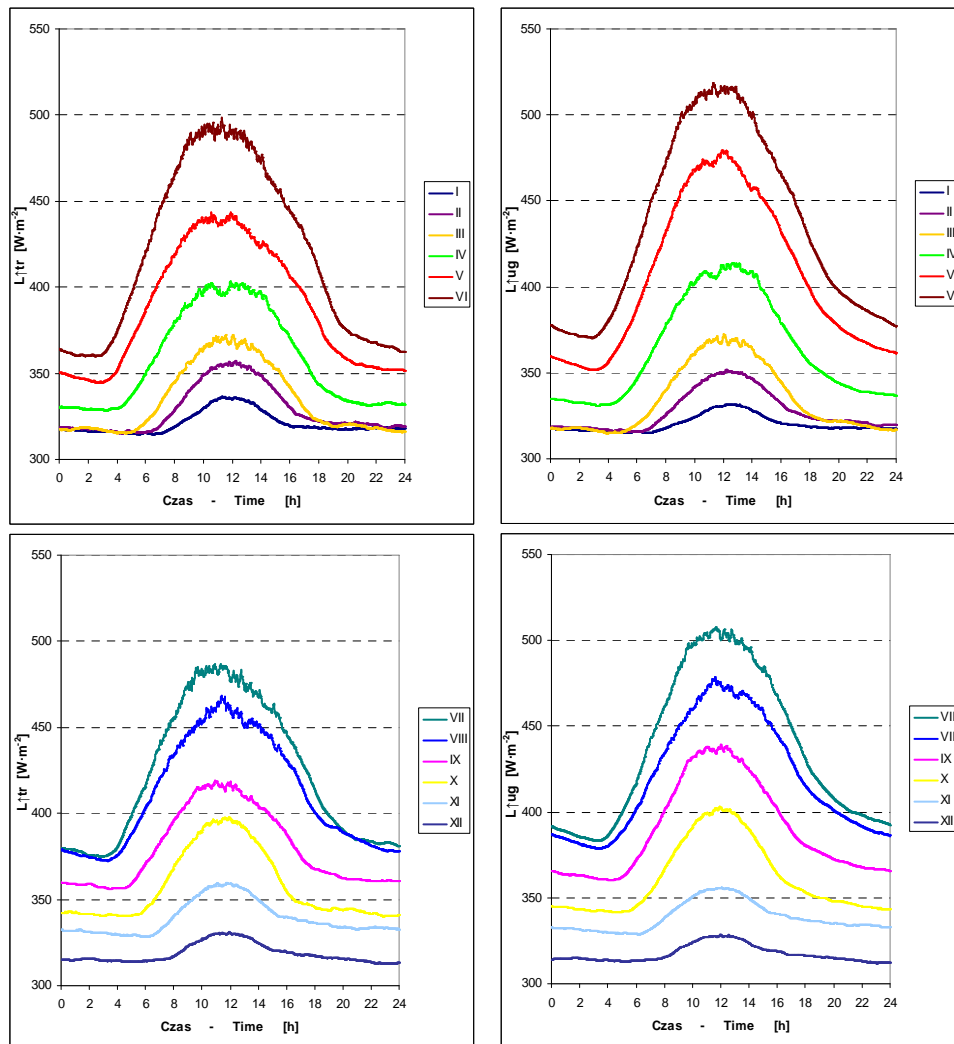 550
500
450
400
350
300
L↑tr [W·m-2]
0 2 4 6 8 10 12 14 16 18 20 22 24
Czas - Time [h]
I
II
III
IV
V
VI
550
500
450
400
350
300
L↑ug [W·m-2]
0 2 4 6 8 10 12 14 16 18 20 22 24
Czas - Time [h]
I
II
III
IV
V
V
550
500
450
400
350
300
L↑tr [W·m-2]
0 2 4 6 8 10 12 14 16 18 20 22 24
Czas - Time [h]
VII
VIII
IX
X
XI
XII
550
500
450
400
350
300
L↑ug [W·m-2]
0 2 4 6 8 10 12 14 16 18 20 22 24
Czas - Time [h]
VII
VII
IX
X
XI
XII